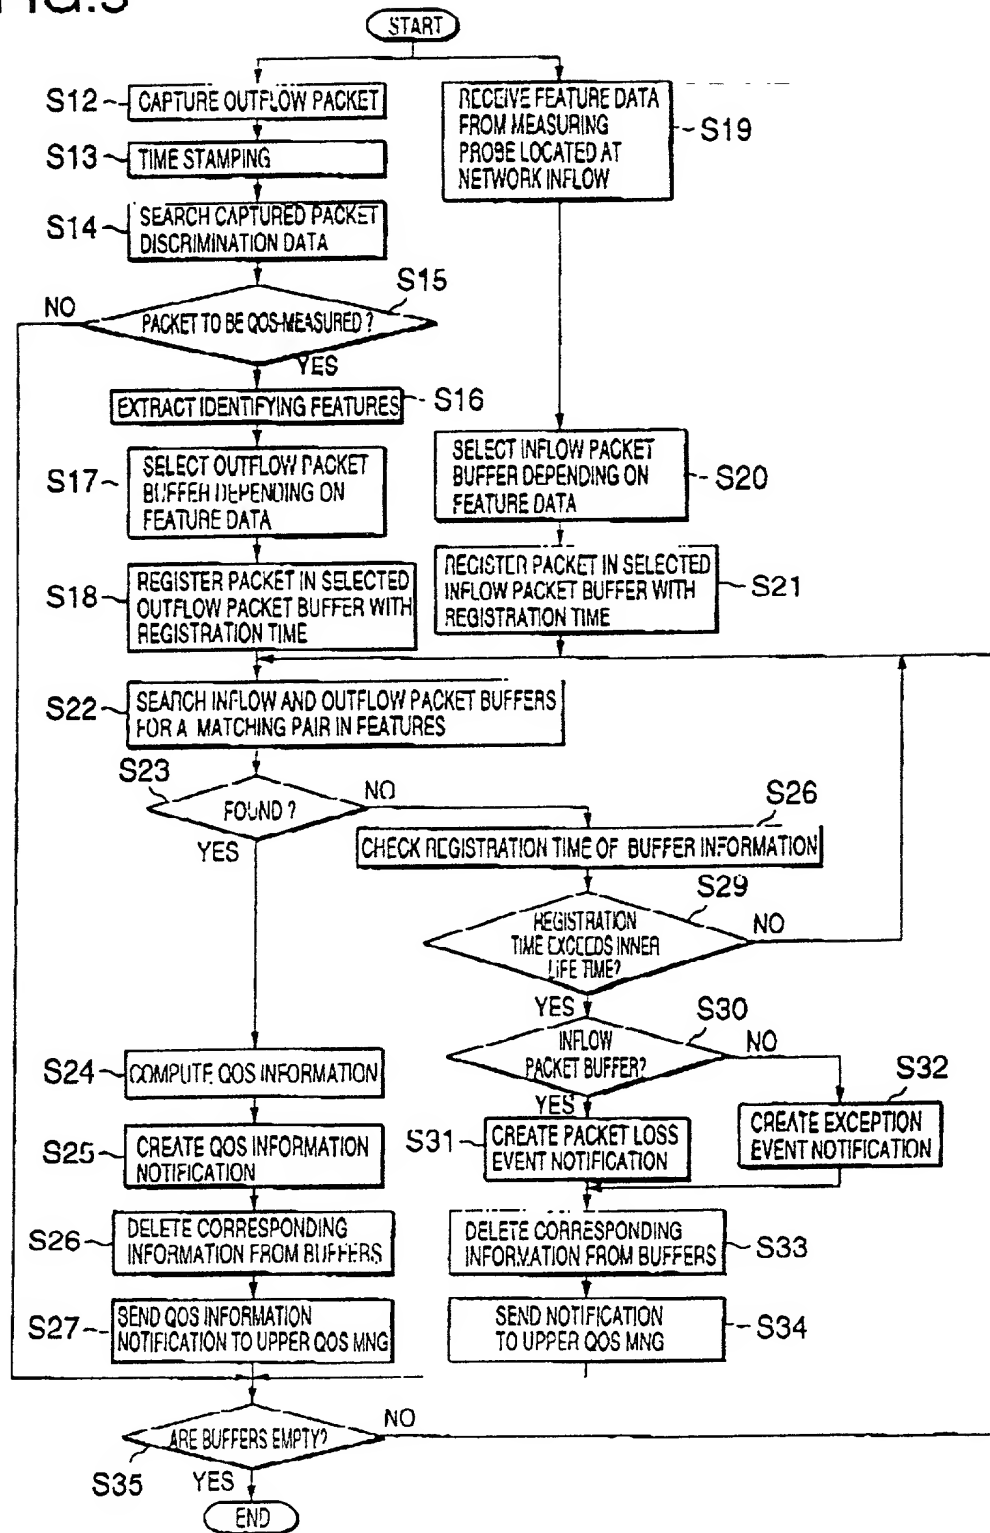 START
S12
CAPTURE OUTFLOW PACKET
S13
TIME STAMPING
S14
SEARCH CAPTURED PACKET
DISCRIMINATION DATA
RECEIVE FEATURE DATA
FROM MEASURING
PROBE LOCATED AT
NETWORK INFLOW
S19
S15
NO
PACKET TO BE QOS-MEASURED ?
YES
EXTRACT IDENTIFYING FEATURES
S16
S17
SELECT OUTFLOW PACKET
BUFFER DEPENDING ON
FEATURE DATA
SELECT INFLOW PACKET
BUFFER DEPENDING ON
FEATURE DATA
S20
S18
REGISTER PACKET IN SELECTED
OUTFLOW PACKET BUFFER WITH
REGISTRATION TIME
REGISTER PACKET IN SELECTED
INFLOW PACKET BUFFER WITH
REGISTRATION TIME
S21
S22
SEARCH INFLOW AND OUTFLOW PACKET BUFFERS
FOR A MATCHING PAIR IN FEATURES
S23
FOUND ?
NO
YES
S26
CHECK REGISTRATION TIME OF BUFFER INFORMATION
S29
REGISTRATION
TIME EXCEEDS INNER
LIFE TIME?
NO
YES
S30
INFLOW
PACKET BUFFER?
NO
YES
S24
COMPUTE QOS INFORMATION
S25
CREATE QOS INFORMATION
NOTIFICATION
S31
CREATE PACKET LOSS
EVENT NOTIFICATION
S32
CREATE EXCEPTION
EVENT NOTIFICATION
S26
DELETE CORRESPONDING
INFORMATION FROM BUFFERS
DELETE CORRESPONDING
INFORMATION FROM BUFFERS
S33
S27
SEND QOS INFORMATION
NOTIFICATION TO UPPER QOS MNG
SEND NOTIFICATION
TO UPPER QOS MNG
S34
ARE BUFFERS EMPTY?
NO
S35
YES
END